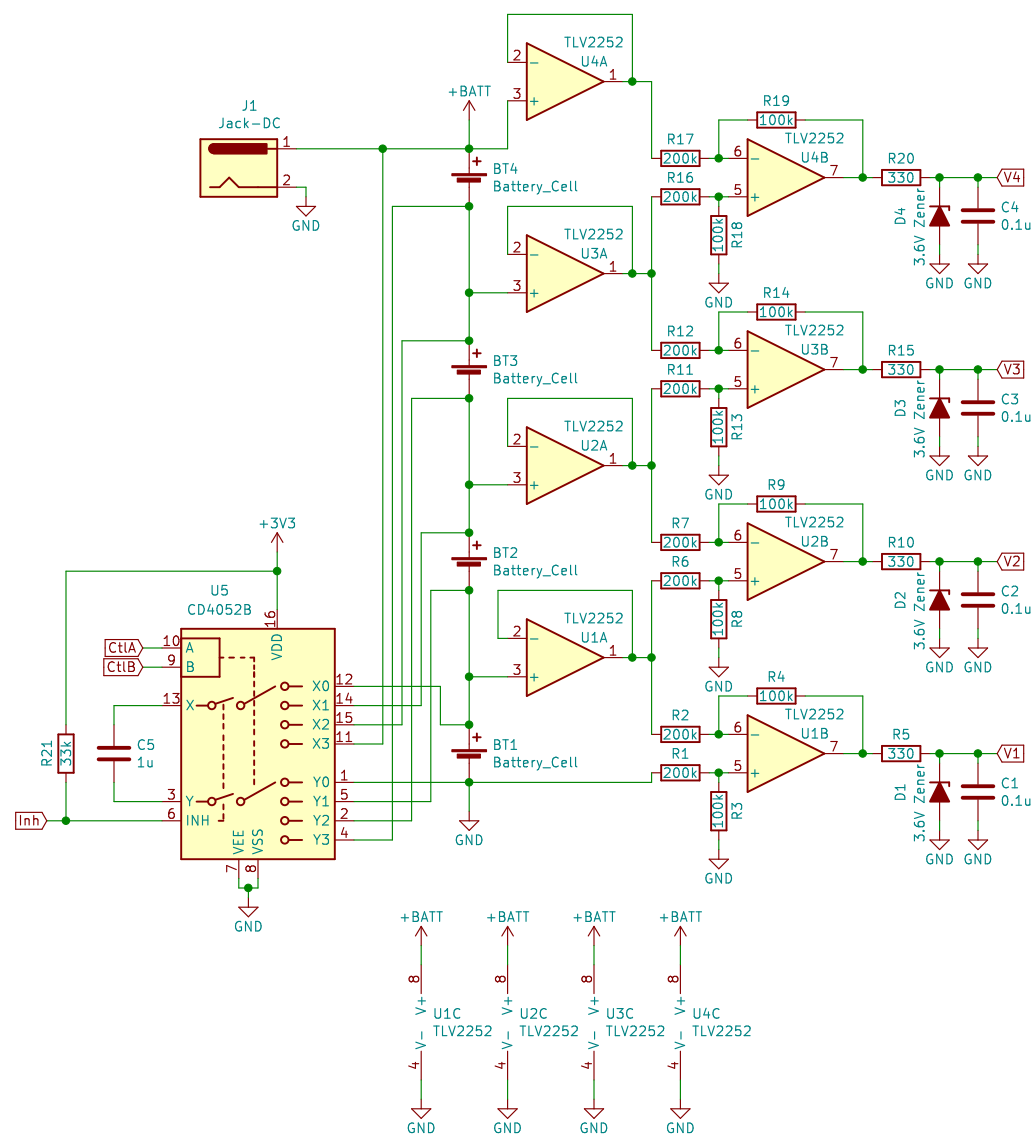 TLV2252
U4A
2
3
1
+BATT
J1
Jack-DC
1
2
GND
BT4
Battery_Cell
R17
200k
R16
200k
R19
100k
TLV2252
U4B
6
5
7
100k
R18
GND
R20
330
V4
D4
3.6V Zener
C4
0.1u
GND
GND
TLV2252
U3A
2
3
1
BT3
Battery_Cell
R12
200k
R11
200k
R14
100k
TLV2252
U3B
6
5
7
100k
R13
GND
R15
330
V3
D3
3.6V Zener
C3
0.1u
GND
GND
TLV2252
U2A
2
3
1
BT2
Battery_Cell
R7
200k
R6
200k
R9
100k
TLV2252
U2B
6
5
7
100k
R8
GND
R10
330
V2
D2
3.6V Zener
C2
0.1u
GND
GND
TLV2252
U1A
2
3
1
BT1
Battery_Cell
GND
R2
200k
R1
200k
R4
100k
TLV2252
U1B
6
5
7
100k
R3
GND
R5
330
V1
D1
3.6V Zener
C1
0.1u
GND
GND
+3V3
U5
CD4052B
16
VDD
CtlA
10
A
CtlB
9
B
13
X
3
Y
6
INH
X0
12
X1
14
X2
15
X3
11
Y0
1
Y1
5
Y2
2
Y3
4
VEE
VSS
7
8
GND
R21
33k
C5
1u
Inh
+BATT
8
V+
U1C
TLV2252
V-
4
GND
+BATT
8
V+
U2C
TLV2252
V-
4
GND
+BATT
8
V+
U3C
TLV2252
V-
4
GND
+BATT
8
V+
U4C
TLV2252
V-
4
GND